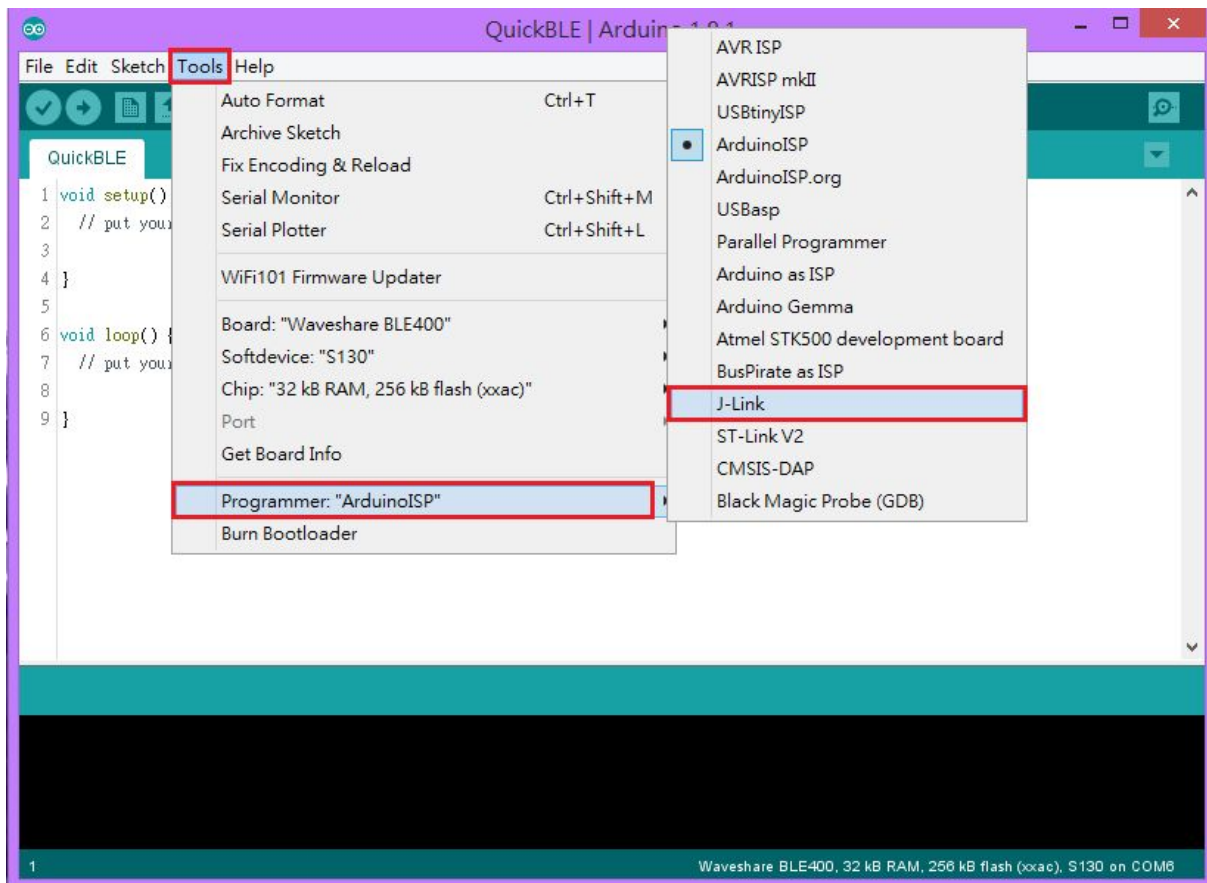 QuickBLE | Arduino 1.8.1
File Edit Sketch Tools Help
QuickBLE
1 void setup()
2 // put your
3
4 }
5
6 void loop() {
7 // put your
8
9 }
Auto Format Ctrl+T
Archive Sketch
Fix Encoding & Reload
Serial Monitor Ctrl+Shift+M
Serial Plotter Ctrl+Shift+L
WiFi101 Firmware Updater
Board: "Waveshare BLE400"
Softdevice: "S130"
Chip: "32 kB RAM, 256 kB flash (xxac)"
Port
Get Board Info
Programmer: "ArduinoISP"
Burn Bootloader
AVR ISP
AVRISP mkII
USBtinyISP
ArduinoISP
ArduinoISP.org
USBasp
Parallel Programmer
Arduino as ISP
Arduino Gemma
Atmel STK500 development board
BusPirate as ISP
J-Link
ST-Link V2
CMSIS-DAP
Black Magic Probe (GDB)
1
Waveshare BLE400, 32 kB RAM, 256 kB flash (xxac), S130 on COM6